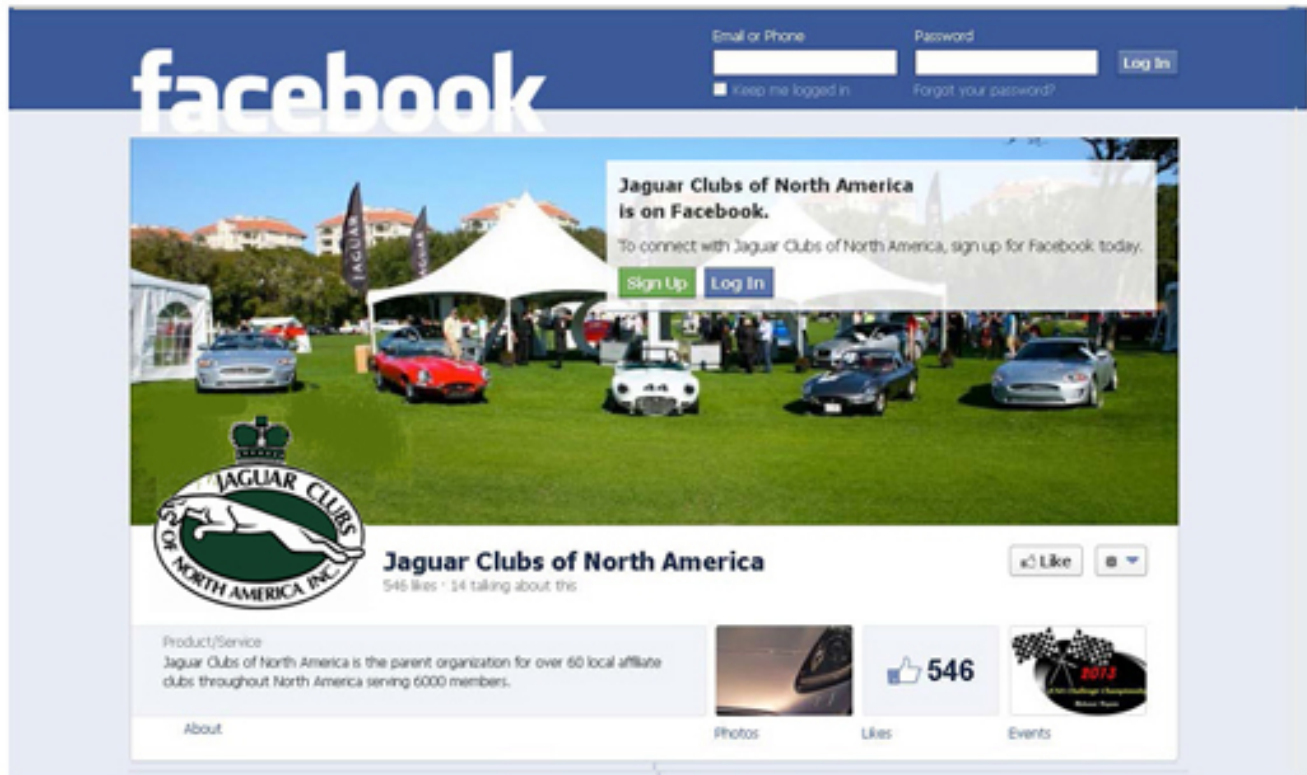 facebook
Email or Phone
Password
Log In
Keep me logged in
Forgot your password?
Jaguar Clubs of North America
is on Facebook.
To connect with Jaguar Clubs of North America, sign up for Facebook today.
Sign Up
Log In
JAGUAR
JAGUAR
44
JAGUAR CLUBS
OF NORTH AMERICA INC.
Jaguar Clubs of North America
546 likes · 14 talking about this
Like
Product/Service
Jaguar Clubs of North America is the parent organization for over 60 local affiliate
clubs throughout North America serving 6000 members.
About
546
2013
Challenge Championship
Photos
Likes
Events